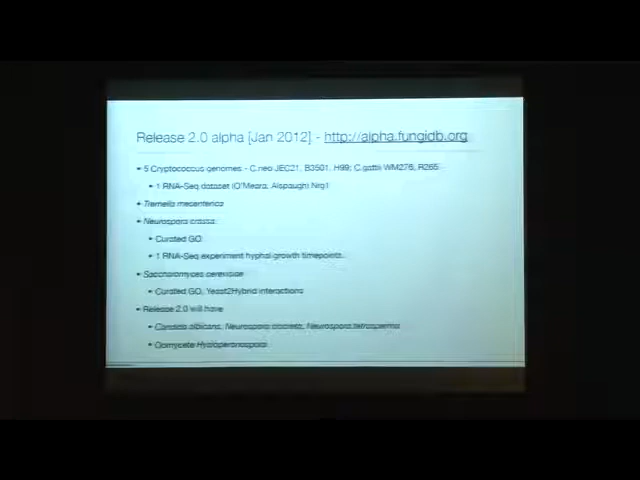 Release 2.0 alpha [Jan 2012] - http://alpha.fungidb.org
• 5 Cryptococcus genomes - C.neo JEC21, B3501, H99; C.gattii WM276, R265
• 1 RNA-Seq dataset (O'Meara, Alspaugh) Nrg1
• Tremella mesenterica
• Neurospora crassa
• Curated GO
• 1 RNA-Seq experiment hyphal growth timepoints
• Saccharomyces cerevisiae
• Curated GO, Yeast2Hybrid interactions
• Release 2.0 will have
• Candida albicans, Neurospora discreta, Neurospora tetrasperma
• Oomycete